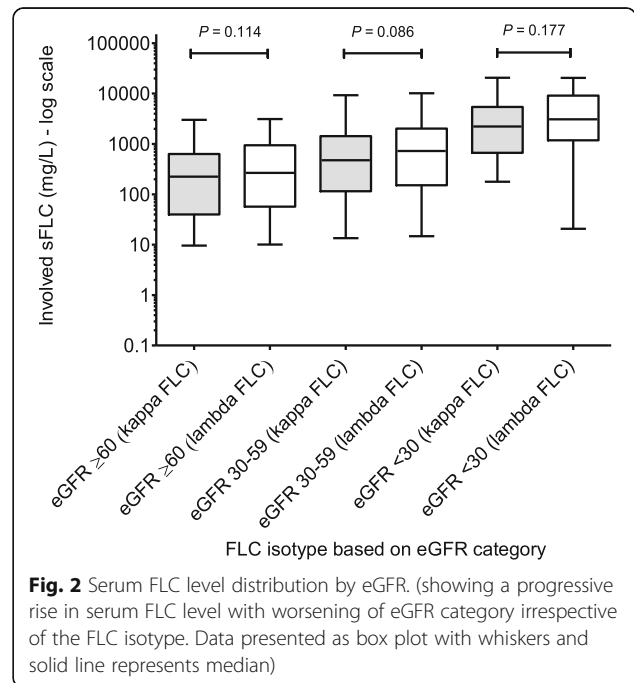 P = 0.114
P = 0.086
P = 0.177
Involved sFLC (mg/L) - log scale
100000
10000
1000
100
10
1
0.1
eGFR ≥60 (kappa FLC)
eGFR ≥60 (lambda FLC)
eGFR 30-59 (kappa FLC)
eGFR 30-59 (lambda FLC)
eGFR <30 (kappa FLC)
eGFR <30 (lambda FLC)
FLC isotype based on eGFR category
Fig. 2 Serum FLC level distribution by eGFR. (showing a progressive
rise in serum FLC level with worsening of eGFR category irrespective
of the FLC isotype. Data presented as box plot with whiskers and
solid line represents median)